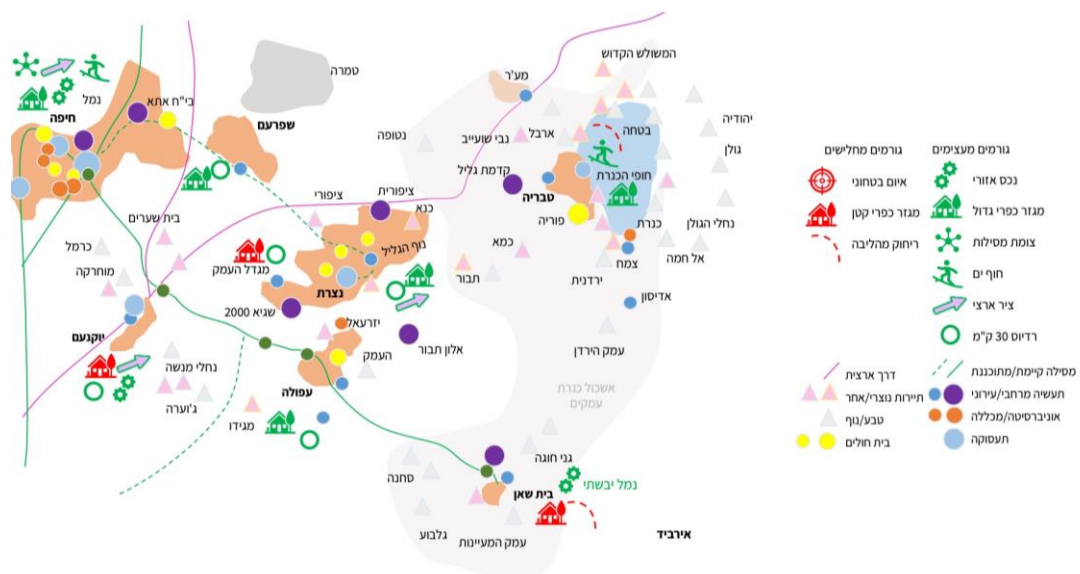 המשולש הקדוש
טמרה
מע'ר
נמל
חיפה
בי"ח אתא
שפרעם
נטופה
נבי שועייב
ארבל
בטחה
יהודיה
גולן
קדמת גליל
טבריה
חופי הכנרת
ציפורי
ציפורית
כנא
פוריה
כנרת
נחלי הגולן
בית שערים
נוף הגליל
כרמל
מוחרקה
מגדל העמק
כמא
צמח
אל חמה
נצרת
תבור
ירדנית
שגיא 2000
אדיסון
יזרעאל
יוקנעם
אלון תבור
העמק
עמק הירדן
נחלי מנשה
ג'וערה
עפולה
אשכול כנרת
עמקים
מגידו
גני חוגה
סחנה
נמל יבשתי
בית שאן
גלבוע
עמק המעיינות
אירביד
גורמים מחלישים
איום בטחוני
מגזר כפרי קטן
ריחוק מהליבה
גורמים מעצימים
נכס אזורי
מגזר כפרי גדול
צומת מסילות
חוף ים
ציר ארצי
רדיוס 30 ק"מ
דרך ארצית
תיירות נוצרי/אחר
טבע/נוף
בית חולים
מסילה קיימת/מתוכננת
תעשיה מרחבי/עירוני
אוניברסיטה/מכללה
תעסוקה